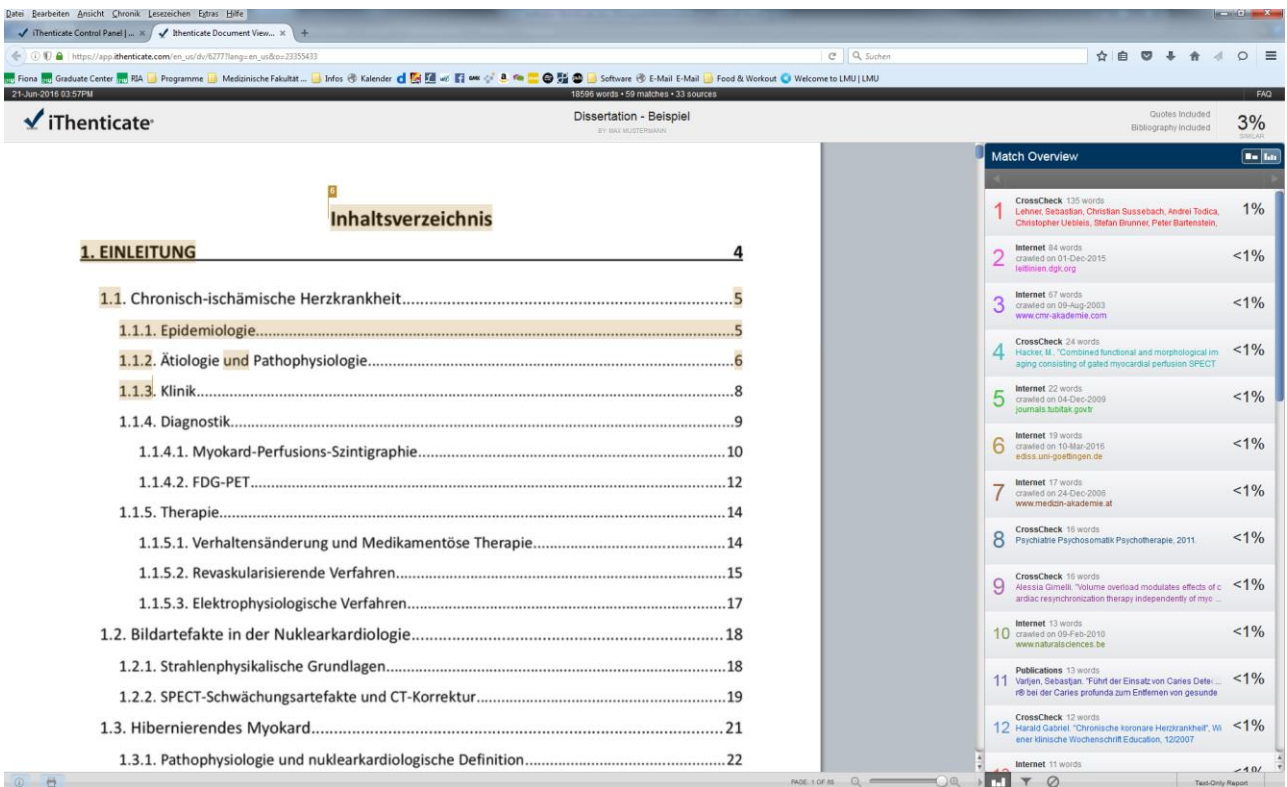 Datei Bearbeiten Ansicht Chronik Lesezeichen Extras Hilfe
iThenticate Control Panel | ... × Ithenticate Document View... × +
https://app.ithenticate.com/en_us/dv/6277?lang=en_us&o=23355433 Suchen
Fiona Graduate Center RIA Programme Medizinische Fakultät ... Infos Kalender Software E-Mail E-Mail Food & Workout Welcome to LMU | LMU
21-Jun-2016 03:57PM 18596 words • 59 matches • 33 sources FAQ
iThenticate® Dissertation - Beispiel Quotes Included 3%
BY MAX MUSTERMANN Bibliography Included SIMILAR
6
Inhaltsverzeichnis
1. EINLEITUNG 4
1.1. Chronisch-ischämische Herzkrankheit 5
1.1.1. Epidemiologie 5
1.1.2. Ätiologie und Pathophysiologie 6
1.1.3. Klinik 8
1.1.4. Diagnostik 9
1.1.4.1. Myokard-Perfusions-Szintigraphie 10
1.1.4.2. FDG-PET 12
1.1.5. Therapie 14
1.1.5.1. Verhaltensänderung und Medikamentöse Therapie 14
1.1.5.2. Revaskularisierende Verfahren 15
1.1.5.3. Elektrophysiologische Verfahren 17
1.2. Bildartefakte in der Nuklearkardiologie 18
1.2.1. Strahlenphysikalische Grundlagen 18
1.2.2. SPECT-Schwächungsartefakte und CT-Korrektur 19
1.3. Hibernierendes Myokard 21
1.3.1. Pathophysiologie und nuklearkardiologische Definition 22
Match Overview
1 CrossCheck 135 words 1%
Lehner, Sebastian, Christian Sussebach, Andrei Todica,
Christopher Uebleis, Stefan Brunner, Peter Bartenstein,
2 Internet 84 words <1%
crawled on 01-Dec-2015
leitlinien.dgk.org
3 Internet 67 words <1%
crawled on 09-Aug-2003
www.cmr-akademie.com
4 CrossCheck 24 words <1%
Hacker, M.. "Combined functional and morphological im
aging consisting of gated myocardial perfusion SPECT
5 Internet 22 words <1%
crawled on 04-Dec-2009
journals.tubitak.gov.tr
6 Internet 19 words <1%
crawled on 10-Mar-2016
ediss.uni-goettingen.de
7 Internet 17 words <1%
crawled on 24-Dec-2006
www.medizin-akademie.at
8 CrossCheck 16 words <1%
Psychiatrie Psychosomatik Psychotherapie, 2011.
9 CrossCheck 16 words <1%
Alessia Gimelli. "Volume overload modulates effects of c
ardiac resynchronization therapy independently of myo ...
10 Internet 13 words <1%
crawled on 09-Feb-2010
www.naturalsciences.be
11 Publications 13 words <1%
Varljen, Sebastjan. "Führt der Einsatz von Caries Detec ...
r® bei der Caries profunda zum Entfernen von gesunde
12 CrossCheck 12 words <1%
Harald Gabriel. "Chronische koronare Herzkrankheit", Wi
ener klinische Wochenschrift Education, 12/2007
13 Internet 11 words <1%
PAGE: 1 OF 86 Text-Only Report